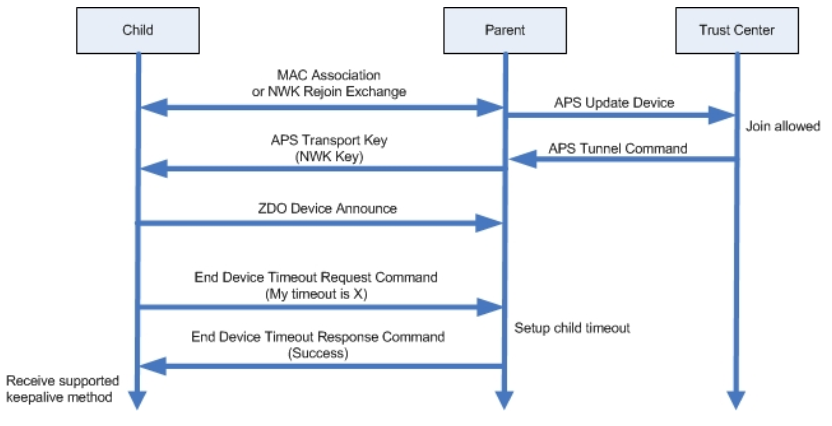 Child
Parent
Trust Center
MAC Association
or NWK Rejoin Exchange
APS Update Device
Join allowed
APS Transport Key
(NWK Key)
APS Tunnel Command
ZDO Device Announce
End Device Timeout Request Command
(My timeout is X)
Setup child timeout
End Device Timeout Response Command
(Success)
Receive supported
keepalive method